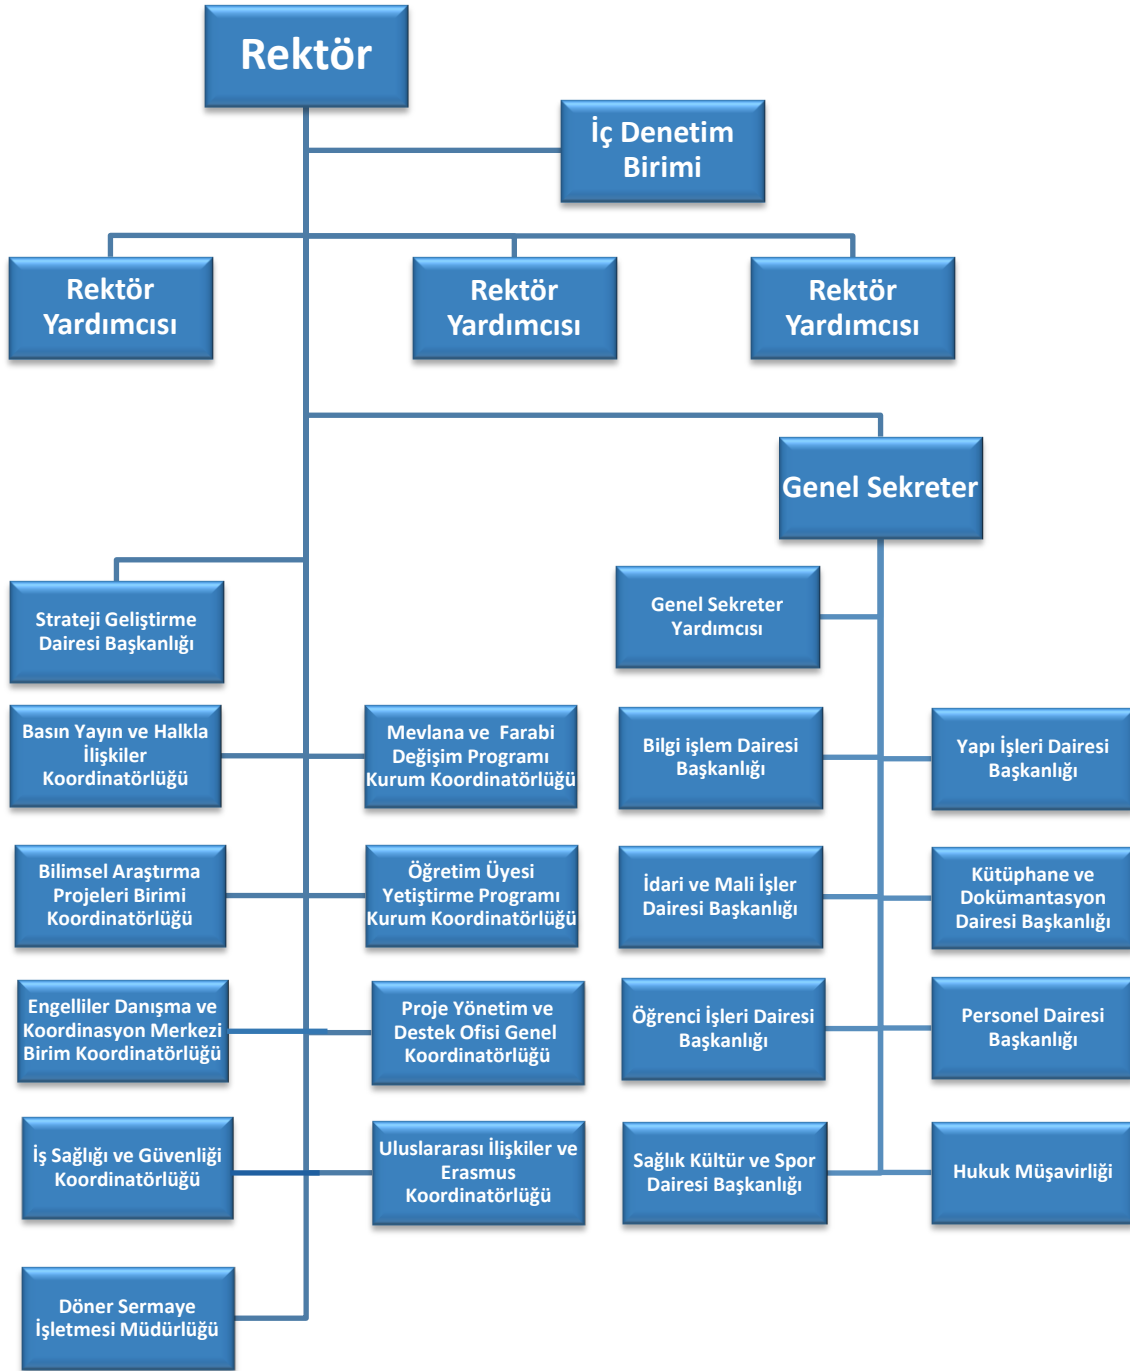 Rektör
İç Denetim
Birimi
Rektör
Yardımcısı
Rektör
Yardımcısı
Rektör
Yardımcısı
Genel Sekreter
Strateji Geliştirme
Dairesi Başkanlığı
Genel Sekreter
Yardımcısı
Basın Yayın ve Halkla
İlişkiler
Koordinatörlüğü
Mevlana ve Farabi
Değişim Programı
Kurum Koordinatörlüğü
Bilgi işlem Dairesi
Başkanlığı
Yapı İşleri Dairesi
Başkanlığı
Bilimsel Araştırma
Projeleri Birimi
Koordinatörlüğü
Öğretim Üyesi
Yetiştirme Programı
Kurum Koordinatörlüğü
İdari ve Mali İşler
Dairesi Başkanlığı
Kütüphane ve
Dokümantasyon
Dairesi Başkanlığı
Engelliler Danışma ve
Koordinasyon Merkezi
Birim Koordinatörlüğü
Proje Yönetim ve
Destek Ofisi Genel
Koordinatörlüğü
Öğrenci İşleri Dairesi
Başkanlığı
Personel Dairesi
Başkanlığı
İş Sağlığı ve Güvenliği
Koordinatörlüğü
Uluslararası İlişkiler ve
Erasmus
Koordinatörlüğü
Sağlık Kültür ve Spor
Dairesi Başkanlığı
Hukuk Müşavirliği
Döner Sermaye
İşletmesi Müdürlüğü